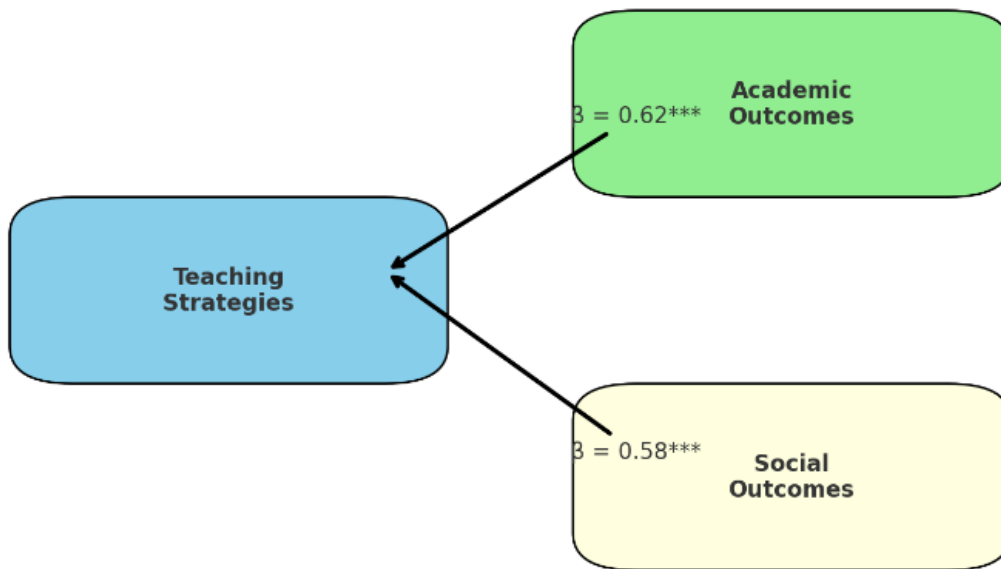 Academic
Outcomes
β = 0.62***
Teaching
Strategies
β = 0.58***
Social
Outcomes